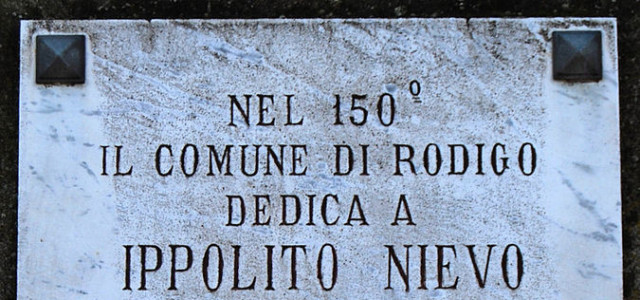 NEL 150º
IL COMUNE DI RODIGO
DEDICA A
IPPOLITO NIEVO